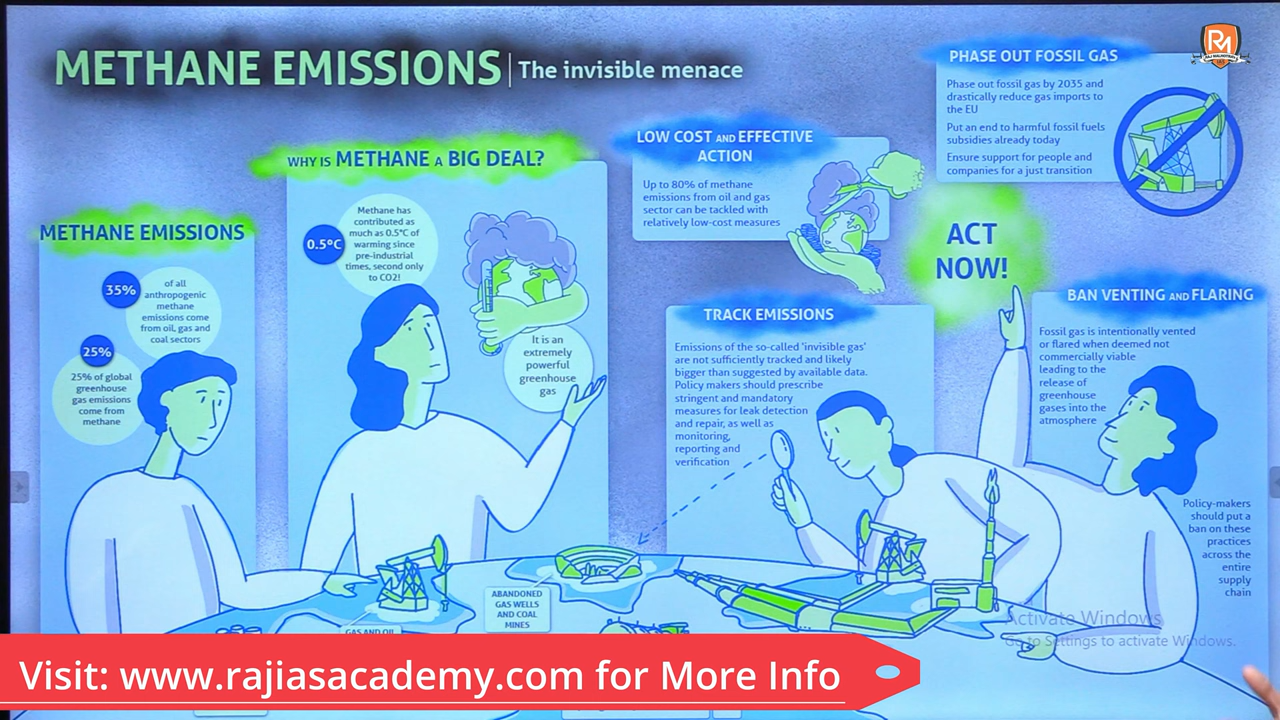 METHANE EMISSIONS | The invisible menace
METHANE EMISSIONS
35%
of all
anthropogenic
methane
emissions come
from oil, gas and
coal sectors
25%
25% of global
greenhouse
gas emissions
come from
methane
WHY IS METHANE A BIG DEAL?
0.5°C
Methane has
contributed as
much as 0.5°C of
warming since
pre-industrial
times, second only
to CO2!
It is an
extremely
powerful
greenhouse
gas
LOW COST AND EFFECTIVE
ACTION
Up to 80% of methane
emissions from oil and gas
sector can be tackled with
relatively low-cost measures
TRACK EMISSIONS
Emissions of the so-called 'invisible gas'
are not sufficiently tracked and likely
bigger than suggested by available data.
Policy makers should prescribe
stringent and mandatory
measures for leak detection
and repair, as well as
monitoring,
reporting and
verification
PHASE OUT FOSSIL GAS
Phase out fossil gas by 2035 and
drastically reduce gas imports to
the EU
Put an end to harmful fossil fuels
subsidies already today
Ensure support for people and
companies for a just transition
ACT
NOW!
BAN VENTING AND FLARING
Fossil gas is intentionally vented
or flared when deemed not
commercially viable
leading to the
release of
greenhouse
gases into the
atmosphere
Policy-makers
should put a
ban on these
practices
across the
entire
supply
chain
ABANDONED
GAS WELLS
AND COAL
MINES
GAS AND OIL
Activate Windows
Go to Settings to activate Windows.
Visit: www.rajiasacademy.com for More Info